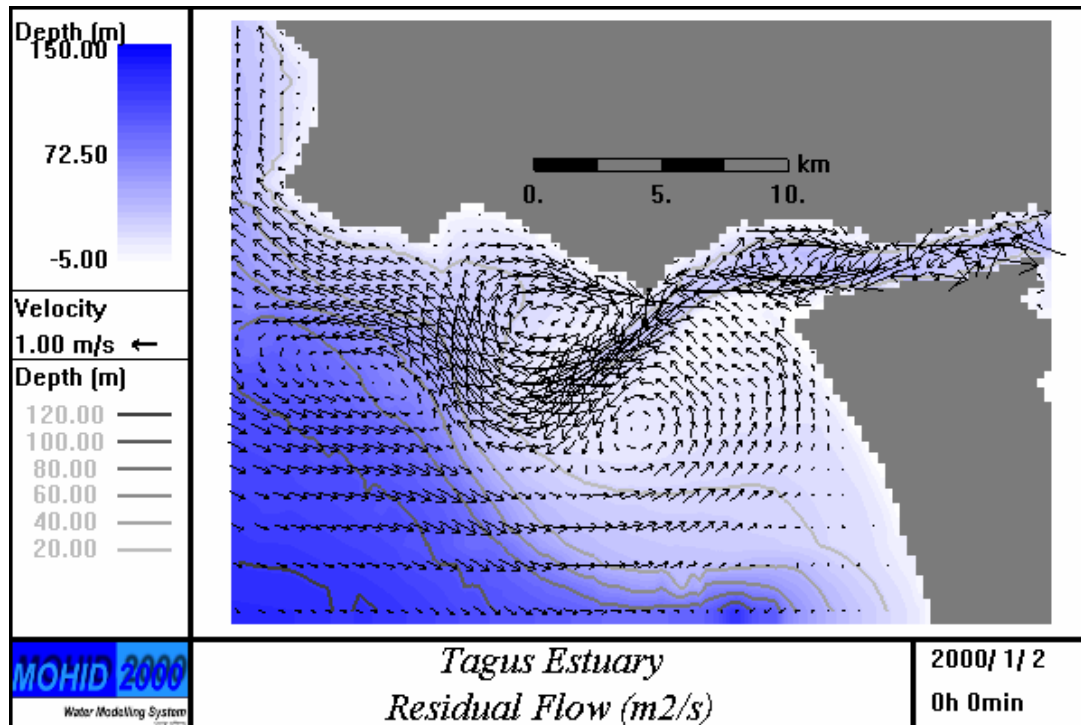 Depth (m)
150.00
72.50
-5.00
Velocity
1.00 m/s
Depth (m)
120.00
100.00
80.00
60.00
40.00
20.00
km
0. 5. 10.
MOHID 2000
Water Modelling System
Tagus Estuary
Residual Flow (m2/s)
2000/ 1/ 2
0h 0min